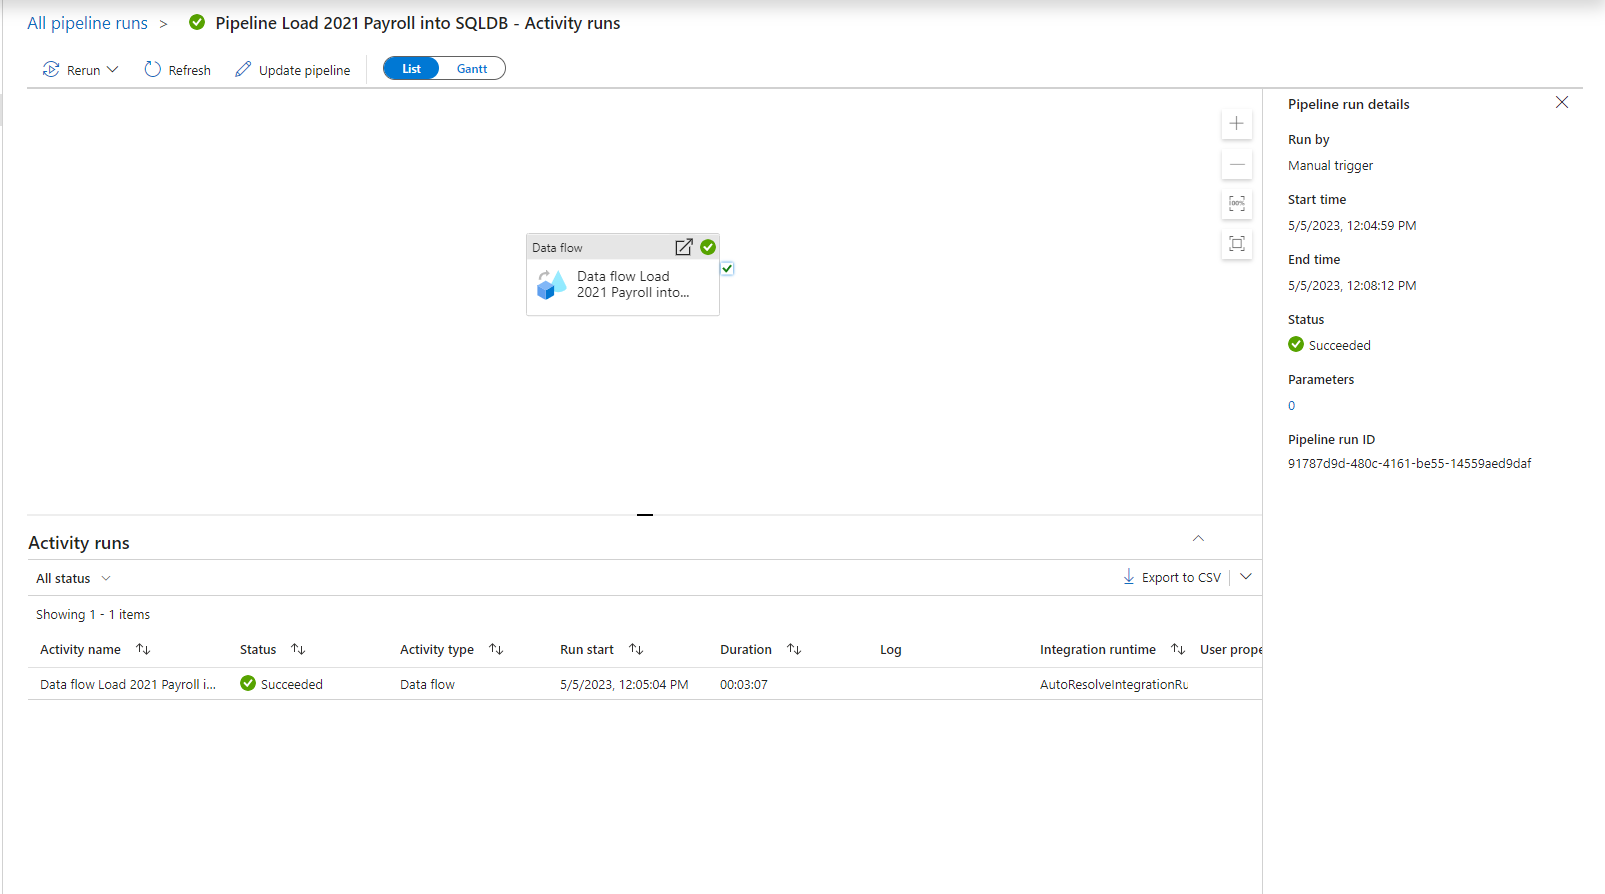 All pipeline runs > Pipeline Load 2021 Payroll into SQLDB - Activity runs
Rerun Refresh Update pipeline List Gantt
100%
Data flow
Data flow Load
2021 Payroll into...
Pipeline run details
Run by
Manual trigger
Start time
5/5/2023, 12:04:59 PM
End time
5/5/2023, 12:08:12 PM
Status
Succeeded
Parameters
0
Pipeline run ID
91787d9d-480c-4161-be55-14559aed9daf
Activity runs
All status Export to CSV
Showing 1 - 1 items
Activity name Status Activity type Run start Duration Log Integration runtime User prope
Data flow Load 2021 Payroll i... Succeeded Data flow 5/5/2023, 12:05:04 PM 00:03:07 AutoResolveIntegrationRu